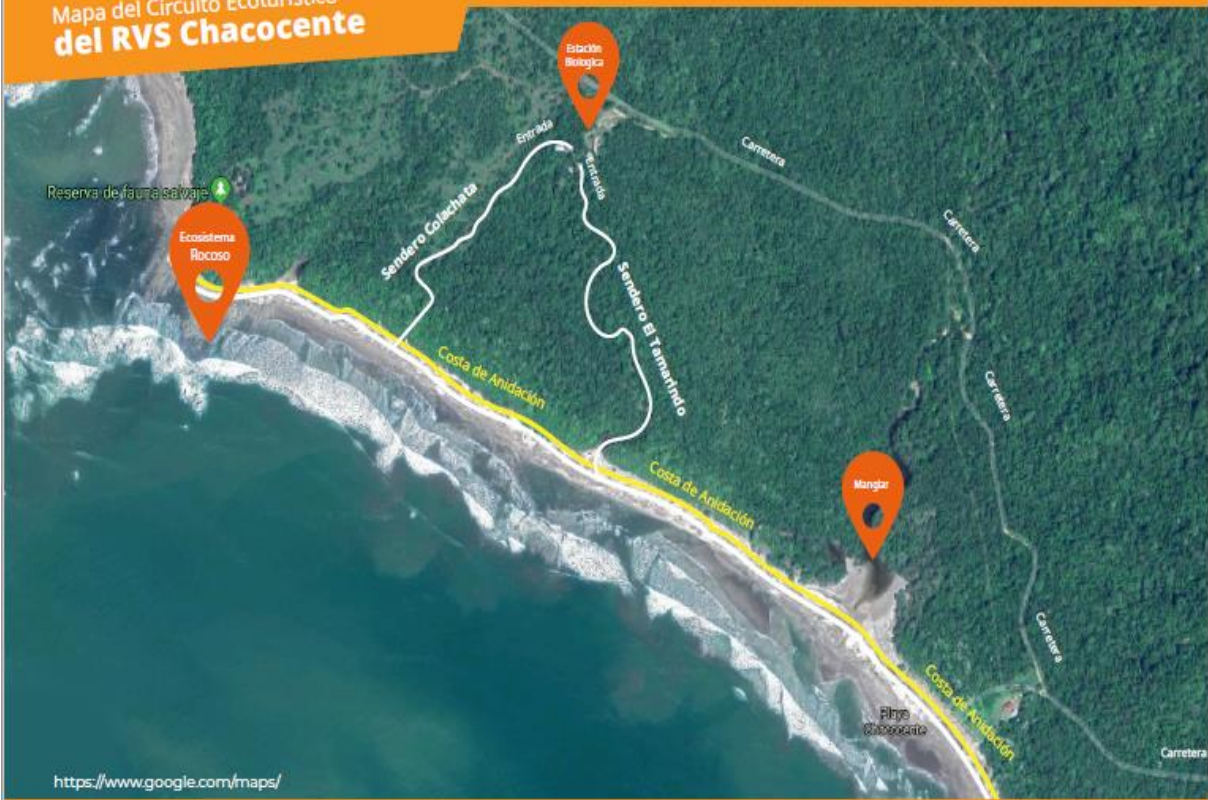 Mapa del Circuito Ecoturístico
del RVS Chacocente
Estación
Biologica
Entrada
Entrada
Carretera
Reserva de fauna salvaje
Sendero Colachata
Carretera
Ecosistema
Rocoso
Sendero El Tamarindo
Costa de Anidación
Carretera
Costa de Anidación
Manglar
Carretera
Costa de Anidación
Playa
Chacocente
Carretera
https://www.google.com/maps/